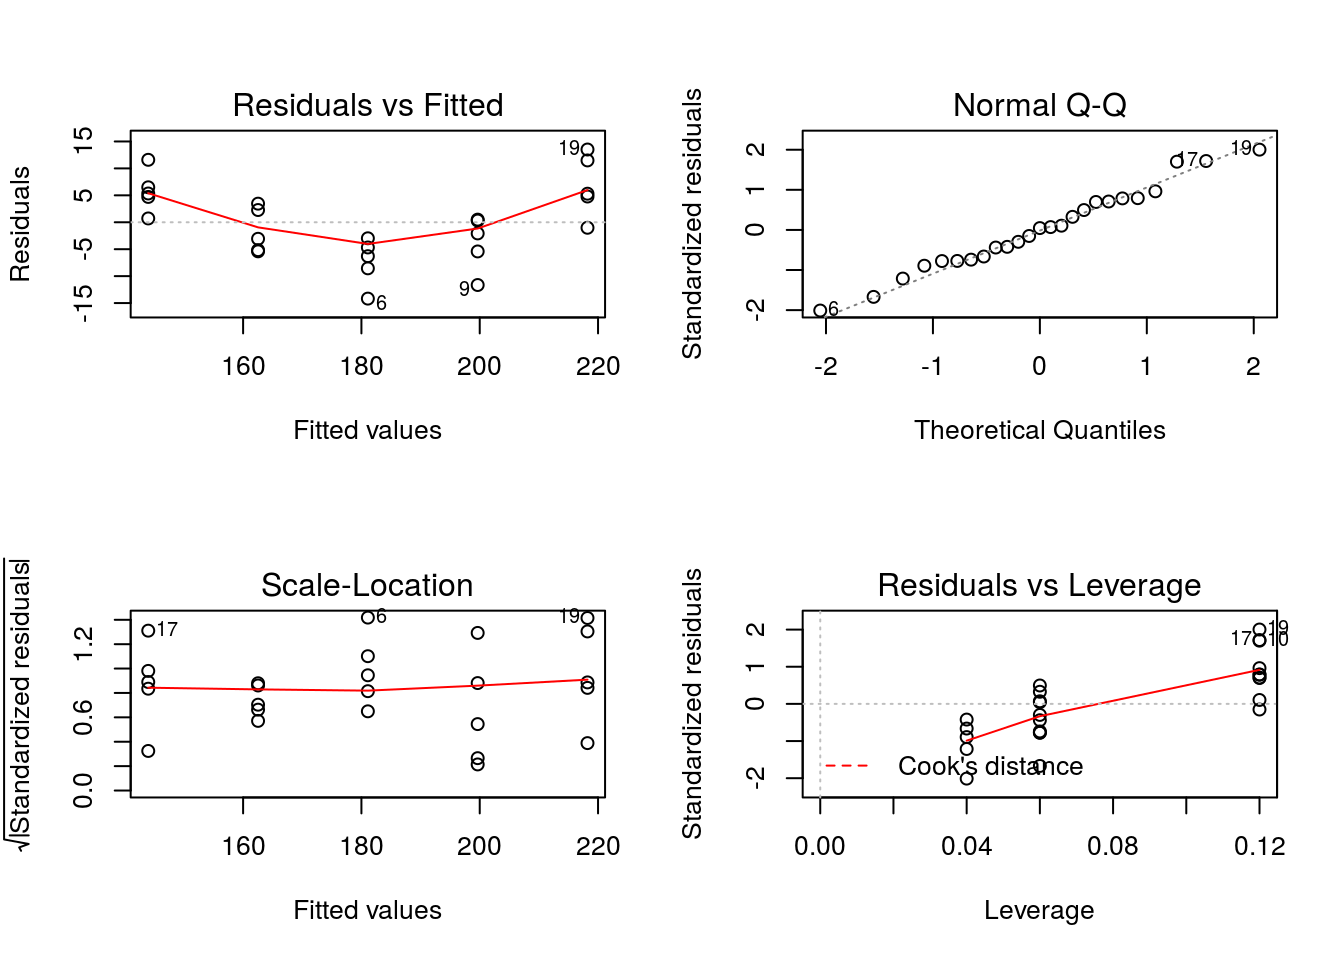 Residuals vs Fitted
Residuals
15
5
-5
-15
19
6
9
160 180 200 220
Fitted values
Normal Q-Q
Standardized residuals
2
1
0
-2
17
19
6
-2 -1 0 1 2
Theoretical Quantiles
Scale-Location
√|Standardized residuals|
1.2
0.6
0.0
17
6
19
160 180 200 220
Fitted values
Residuals vs Leverage
Standardized residuals
2
1
0
-2
19
17 10
Cook's distance
0.00 0.04 0.08 0.12
Leverage